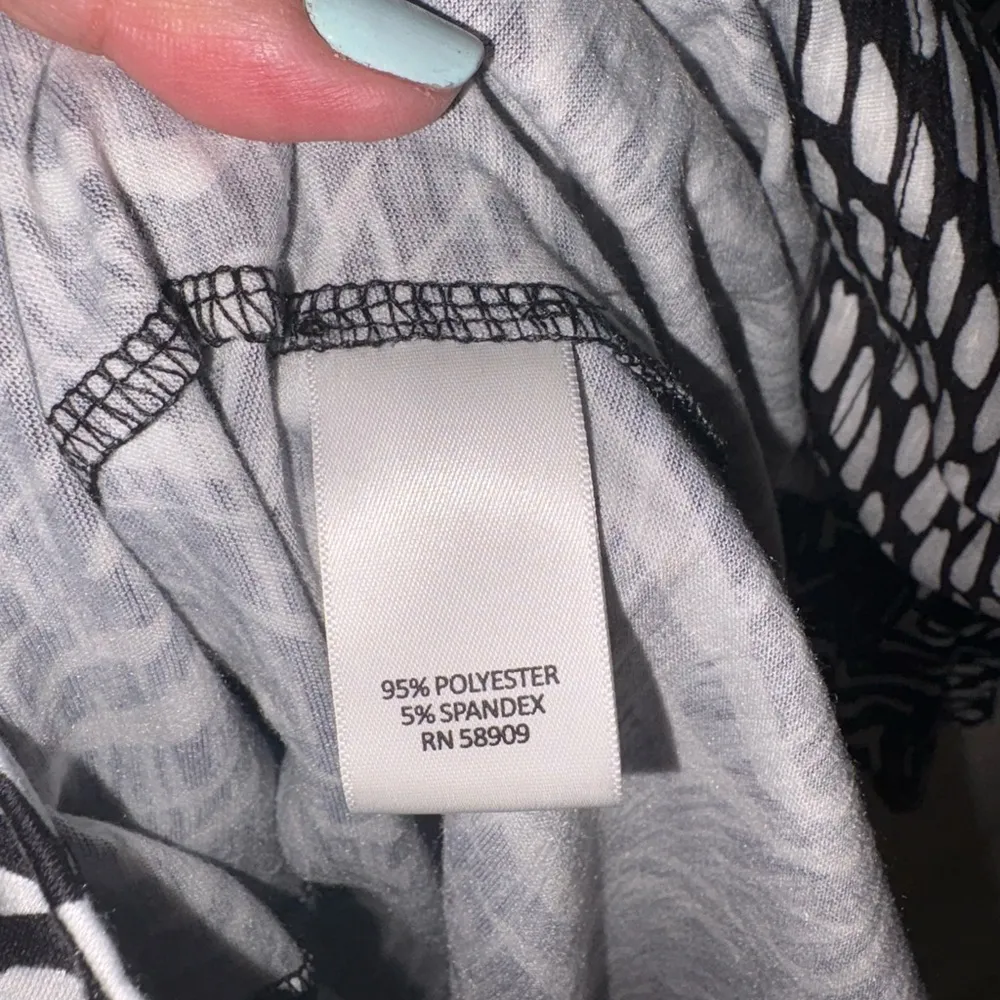 95% POLYESTER
5% SPANDEX
RN 58909